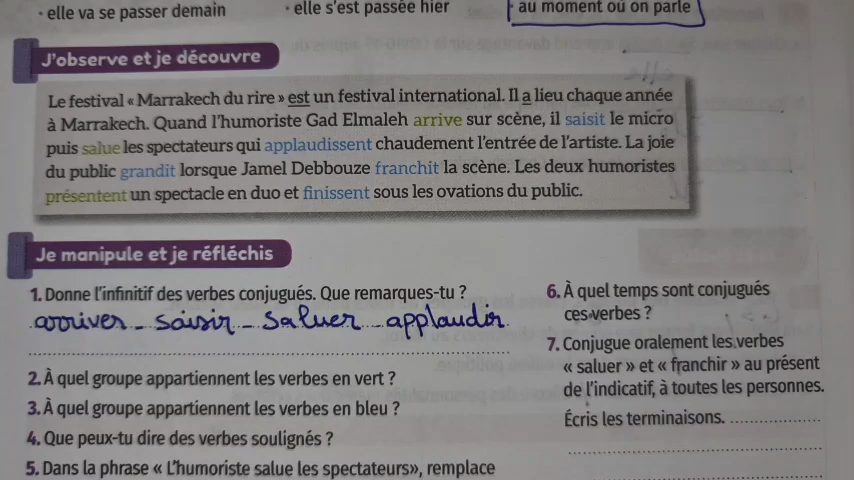 • elle va se passer demain
• elle s'est passée hier
• au moment où on parle
J'observe et je découvre
Le festival « Marrakech du rire » est un festival international. Il a lieu chaque année
à Marrakech. Quand l'humoriste Gad Elmaleh arrive sur scène, il saisit le micro
puis salue les spectateurs qui applaudissent chaudement l'entrée de l'artiste. La joie
du public grandit lorsque Jamel Debbouze franchit la scène. Les deux humoristes
présentent un spectacle en duo et finissent sous les ovations du public.
Je manipule et je réfléchis
1. Donne l'infinitif des verbes conjugués. Que remarques-tu ?
arriver - saisir - saluer - applaudir
2. À quel groupe appartiennent les verbes en vert ?
3. À quel groupe appartiennent les verbes en bleu ?
4. Que peux-tu dire des verbes soulignés ?
5. Dans la phrase « L'humoriste salue les spectateurs», remplace
6. À quel temps sont conjugués
ces verbes ?
7. Conjugue oralement les verbes
« saluer » et « franchir » au présent
de l'indicatif, à toutes les personnes.
Écris les terminaisons.